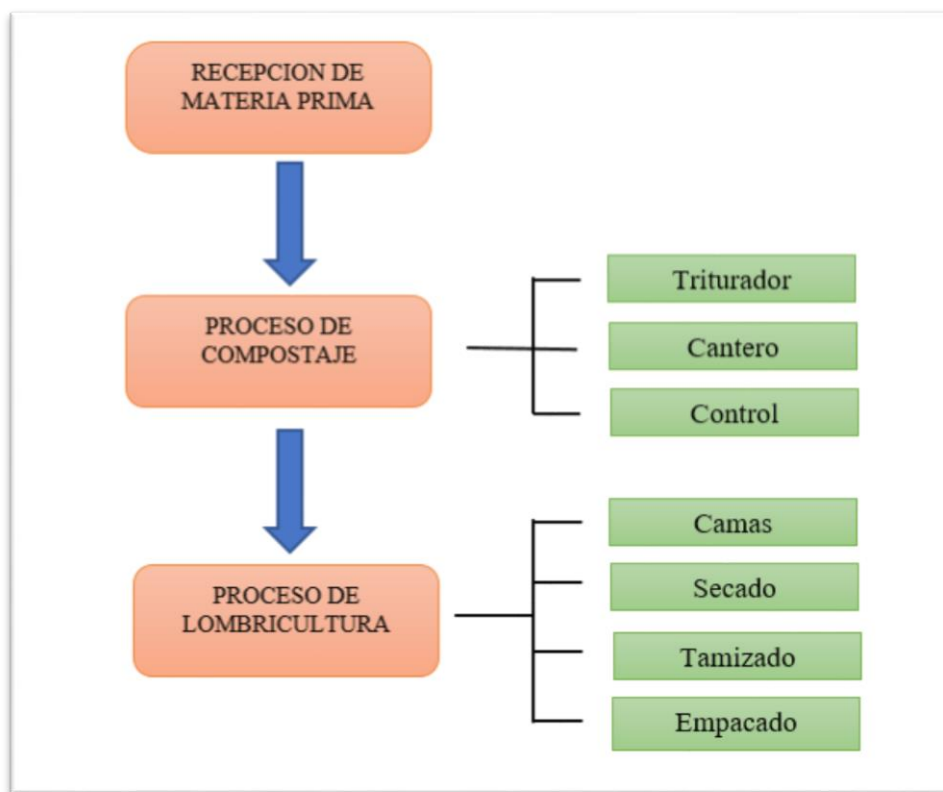 RECEPCION DE
MATERIA PRIMA
PROCESO DE
COMPOSTAJE
Triturador
Cantero
Control
PROCESO DE
LOMBRICULTURA
Camas
Secado
Tamizado
Empacado